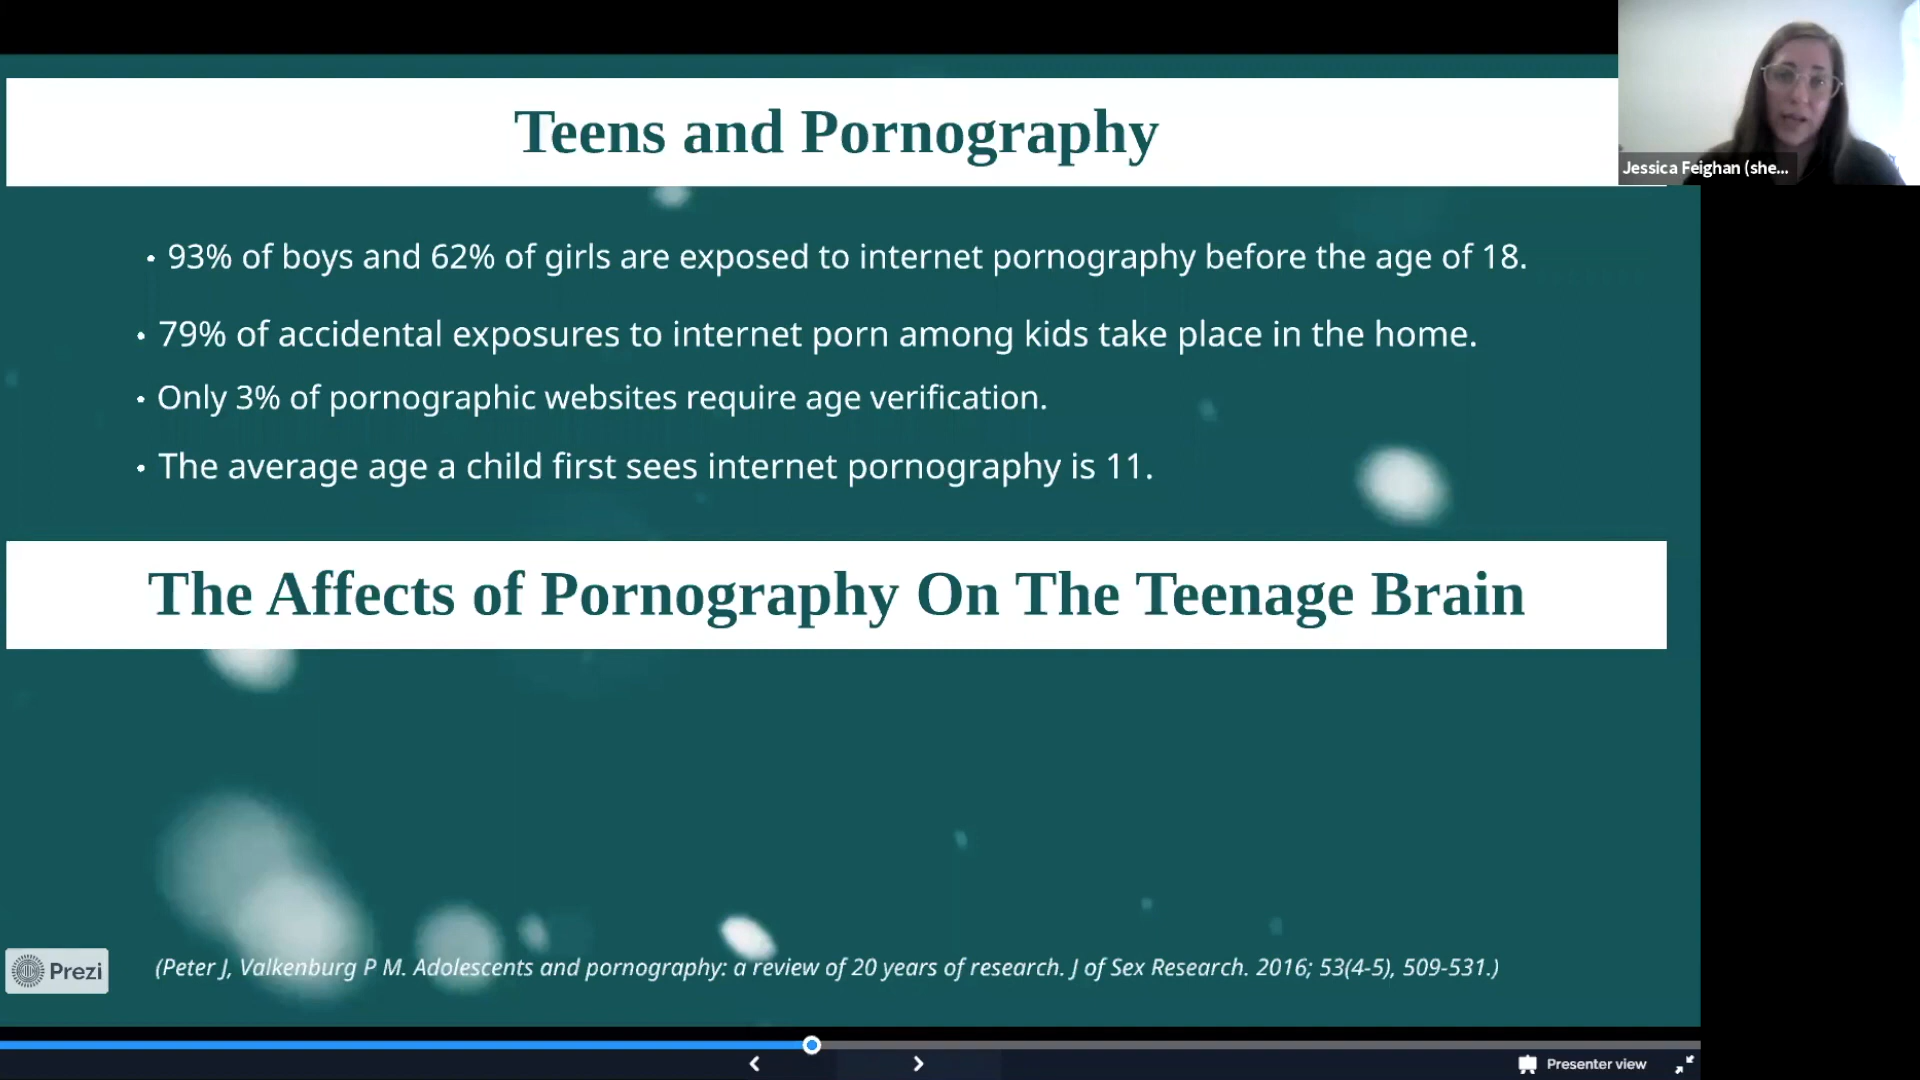 Teens and Pornography
Jessica Feighan (she...
• 93% of boys and 62% of girls are exposed to internet pornography before the age of 18.
• 79% of accidental exposures to internet porn among kids take place in the home.
• Only 3% of pornographic websites require age verification.
• The average age a child first sees internet pornography is 11.
The Affects of Pornography On The Teenage Brain
Prezi
(Peter J, Valkenburg P M. Adolescents and pornography: a review of 20 years of research. J of Sex Research. 2016; 53(4-5), 509-531.)
Presenter view